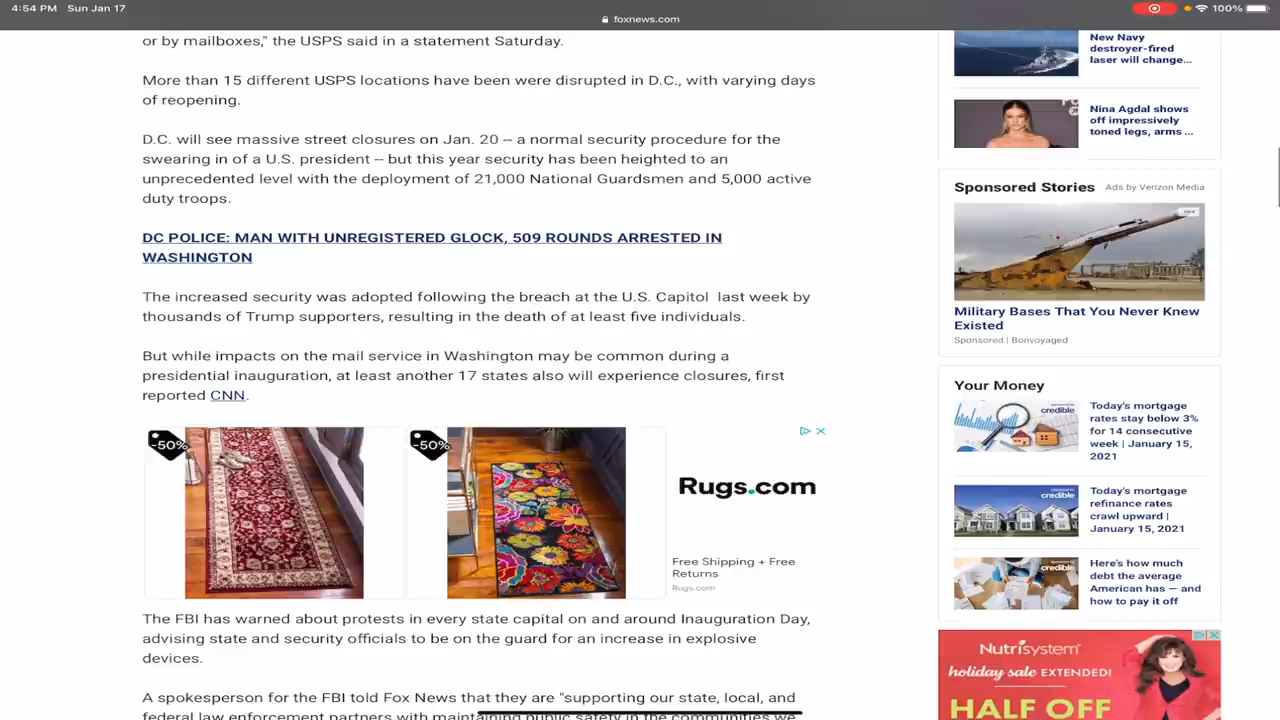 4:54 PM Sun Jan 17
100%
foxnews.com
or by mailboxes," the USPS said in a statement Saturday.
More than 15 different USPS locations have been were disrupted in D.C., with varying days
of reopening.
D.C. will see massive street closures on Jan. 20 -- a normal security procedure for the
swearing in of a U.S. president -- but this year security has been heighted to an
unprecedented level with the deployment of 21,000 National Guardsmen and 5,000 active
duty troops.
DC POLICE: MAN WITH UNREGISTERED GLOCK, 509 ROUNDS ARRESTED IN
WASHINGTON
The increased security was adopted following the breach at the U.S. Capitol last week by
thousands of Trump supporters, resulting in the death of at least five individuals.
But while impacts on the mail service in Washington may be common during a
presidential inauguration, at least another 17 states also will experience closures, first
reported CNN.
-50%
-50%
Rugs.com
Free Shipping + Free
Returns
Rugs.com
The FBI has warned about protests in every state capital on and around Inauguration Day,
advising state and security officials to be on the guard for an increase in explosive
devices.
A spokesperson for the FBI told Fox News that they are "supporting our state, local, and
federal law enforcement partners with maintaining public safety in the communities we
New Navy
destroyer-fired
laser will change...
Nina Agdal shows
off impressively
toned legs, arms ...
Sponsored Stories
Ads by Verizon Media
Military Bases That You Never Knew
Existed
Sponsored | Bonvoyaged
Your Money
credible
Today's mortgage
rates stay below 3%
for 14 consecutive
week | January 15,
2021
credible
Today's mortgage
refinance rates
crawl upward |
January 15, 2021
credible
Here's how much
debt the average
American has — and
how to pay it off
Nutrisystem
holiday sale EXTENDED!
HALF OFF